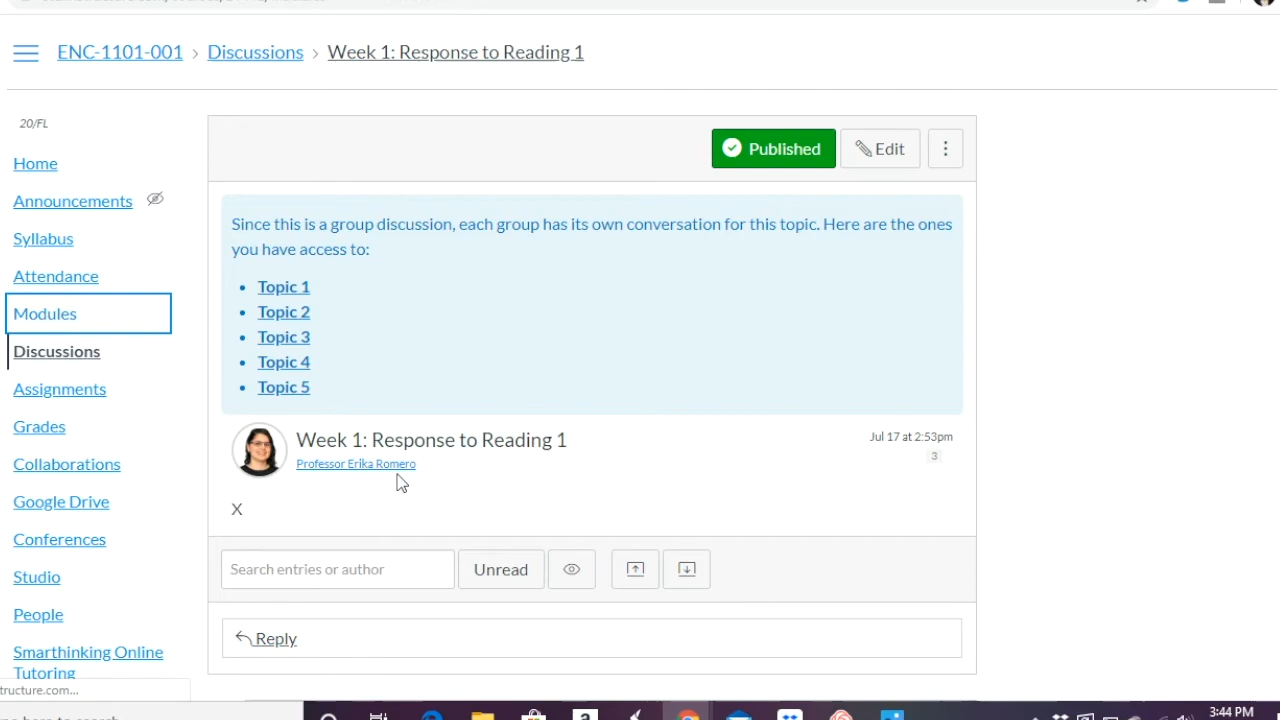 ENC-1101-001 > Discussions > Week 1: Response to Reading 1
20/FL
Home
Announcements
Syllabus
Attendance
Modules
Discussions
Assignments
Grades
Collaborations
Google Drive
Conferences
Studio
People
Smarthinking Online
Tutoring
tructure.com...
Published
Edit
Since this is a group discussion, each group has its own conversation for this topic. Here are the ones
you have access to:
• Topic 1
• Topic 2
• Topic 3
• Topic 4
• Topic 5
Week 1: Response to Reading 1
Jul 17 at 2:53pm
Professor Erika Romero
3
X
Search entries or author
Unread
Reply
3:44 PM